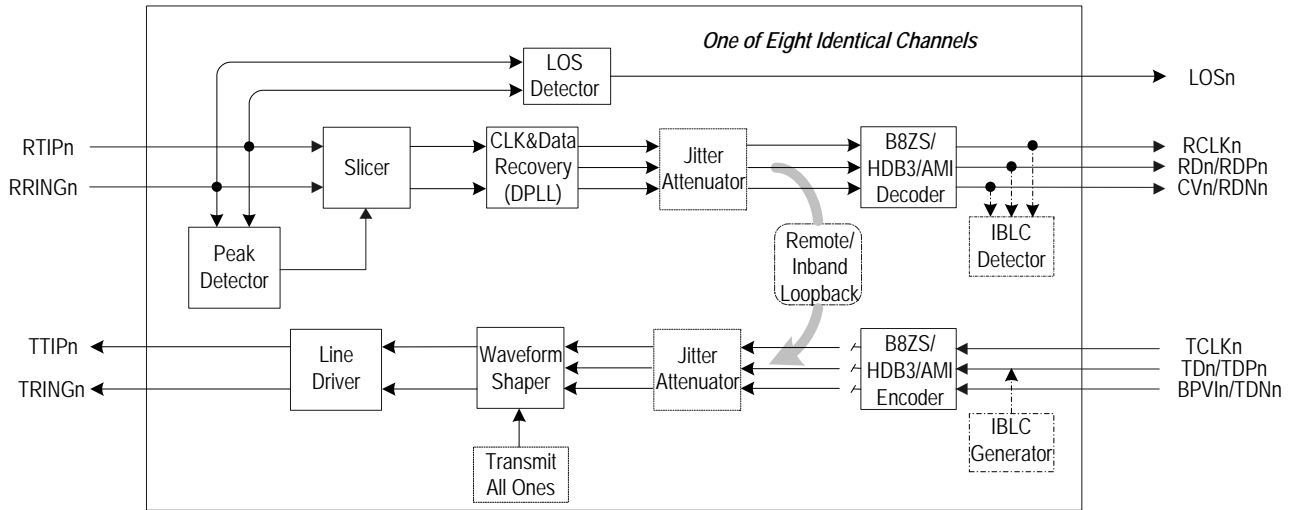 One of Eight Identical Channels
LOS
Detector
LOSn
RTIPn
RRINGn
Slicer
CLK&Data
Recovery
(DPLL)
Jitter
Attenuator
B8ZS/
HDB3/AMI
Decoder
RCLKn
RDn/RDPn
CVn/RDNn
Peak
Detector
Remote/
Inband
Loopback
IBLC
Detector
TTIPn
TRINGn
Line
Driver
Waveform
Shaper
Jitter
Attenuator
B8ZS/
HDB3/AMI
Encoder
TCLKn
TDn/TDPn
BPVIn/TDNn
Transmit
All Ones
IBLC
Generator